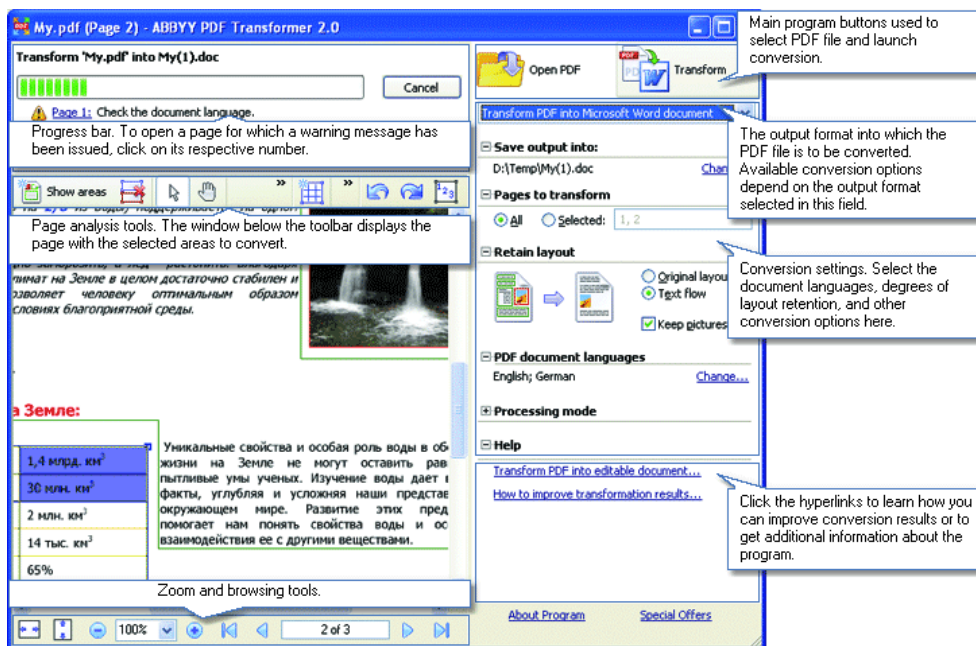 My.pdf (Page 2) - ABBYY PDF Transformer 2.0
Transform 'My.pdf' into My(1).doc
Cancel
Page 1: Check the document language.
Progress bar. To open a page for which a warning message has
been issued, click on its respective number.
Show areas
Page analysis tools. The window below the toolbar displays the
page with the selected areas to convert.
в целом достаточно стабилен и
человеку оптимальным образом
благоприятной среды.
а Земле:
1,4 млрд. км³
30 млн. км³
2 млн. км³
14 тыс. км³
65%
Уникальные свойства и особая роль воды в
жизни на Земле не могут оставить
пытливые умы ученых. Изучение воды дает
факты, углубляя и усложняя наши
окружающем мире. Развитие этих
помогает нам понять свойства воды и
взаимодействия ее с другими веществами.
Zoom and browsing tools.
100%
2 of 3
Open PDF
Transform
Transform PDF into Microsoft Word document
Save output into:
D:\Temp\My(1).doc
Pages to transform
All
Selected:
1, 2
Retain layout
Original
Text flow
Keep pictures
PDF document languages
English; German
Change...
Processing mode
Help
Transform PDF into editable document...
How to improve transformation results...
About Program
Special Offers
Main program buttons used to
select PDF file and launch
conversion.
The output format into which the
PDF file is to be converted.
Available conversion options
depend on the output format
selected in this field.
Conversion settings. Select the
document languages, degrees of
layout retention, and other
conversion options here.
Click the hyperlinks to learn how you
can improve conversion results or to
get additional information about the
program.